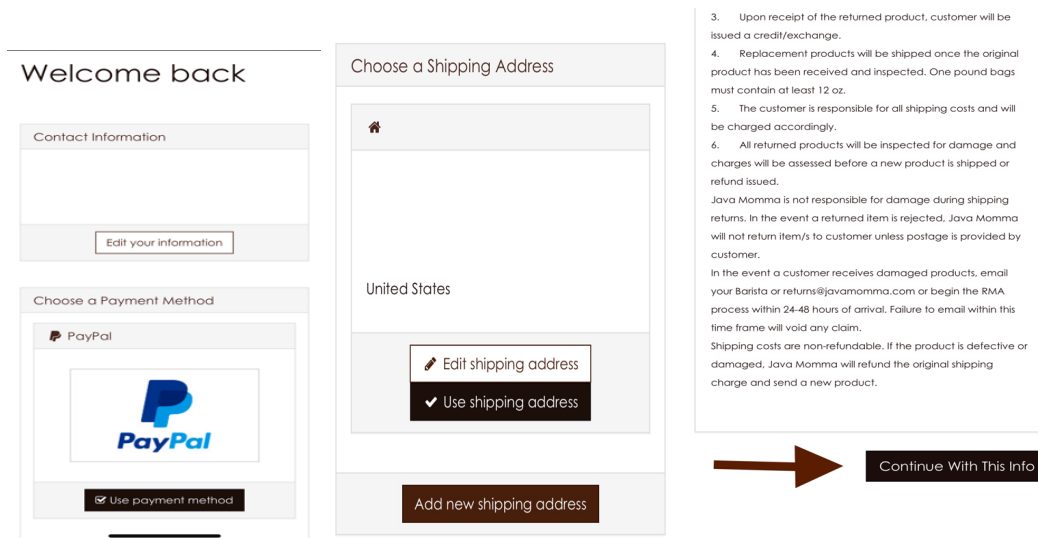 Welcome back
Contact Information
Edit your information
Choose a Payment Method
PayPal
PayPal
Use payment method
Choose a Shipping Address
United States
Edit shipping address
Use shipping address
Add new shipping address
3. Upon receipt of the returned product, customer will be
issued a credit/exchange.
4. Replacement products will be shipped once the original
product has been received and inspected. One pound bags
must contain at least 12 oz.
5. The customer is responsible for all shipping costs and will
be charged accordingly.
6. All returned products will be inspected for damage and
charges will be assessed before a new product is shipped or
refund issued.
Java Momma is not responsible for damage during shipping
returns. In the event a returned item is rejected, Java Momma
will not return item/s to customer unless postage is provided by
customer.
In the event a customer receives damaged products, email
your Barista or returns@javamomma.com or begin the RMA
process within 24-48 hours of arrival. Failure to email within this
time frame will void any claim.
Shipping costs are non-refundable. If the product is defective or
damaged, Java Momma will refund the original shipping
charge and send a new product.
Continue With This Info